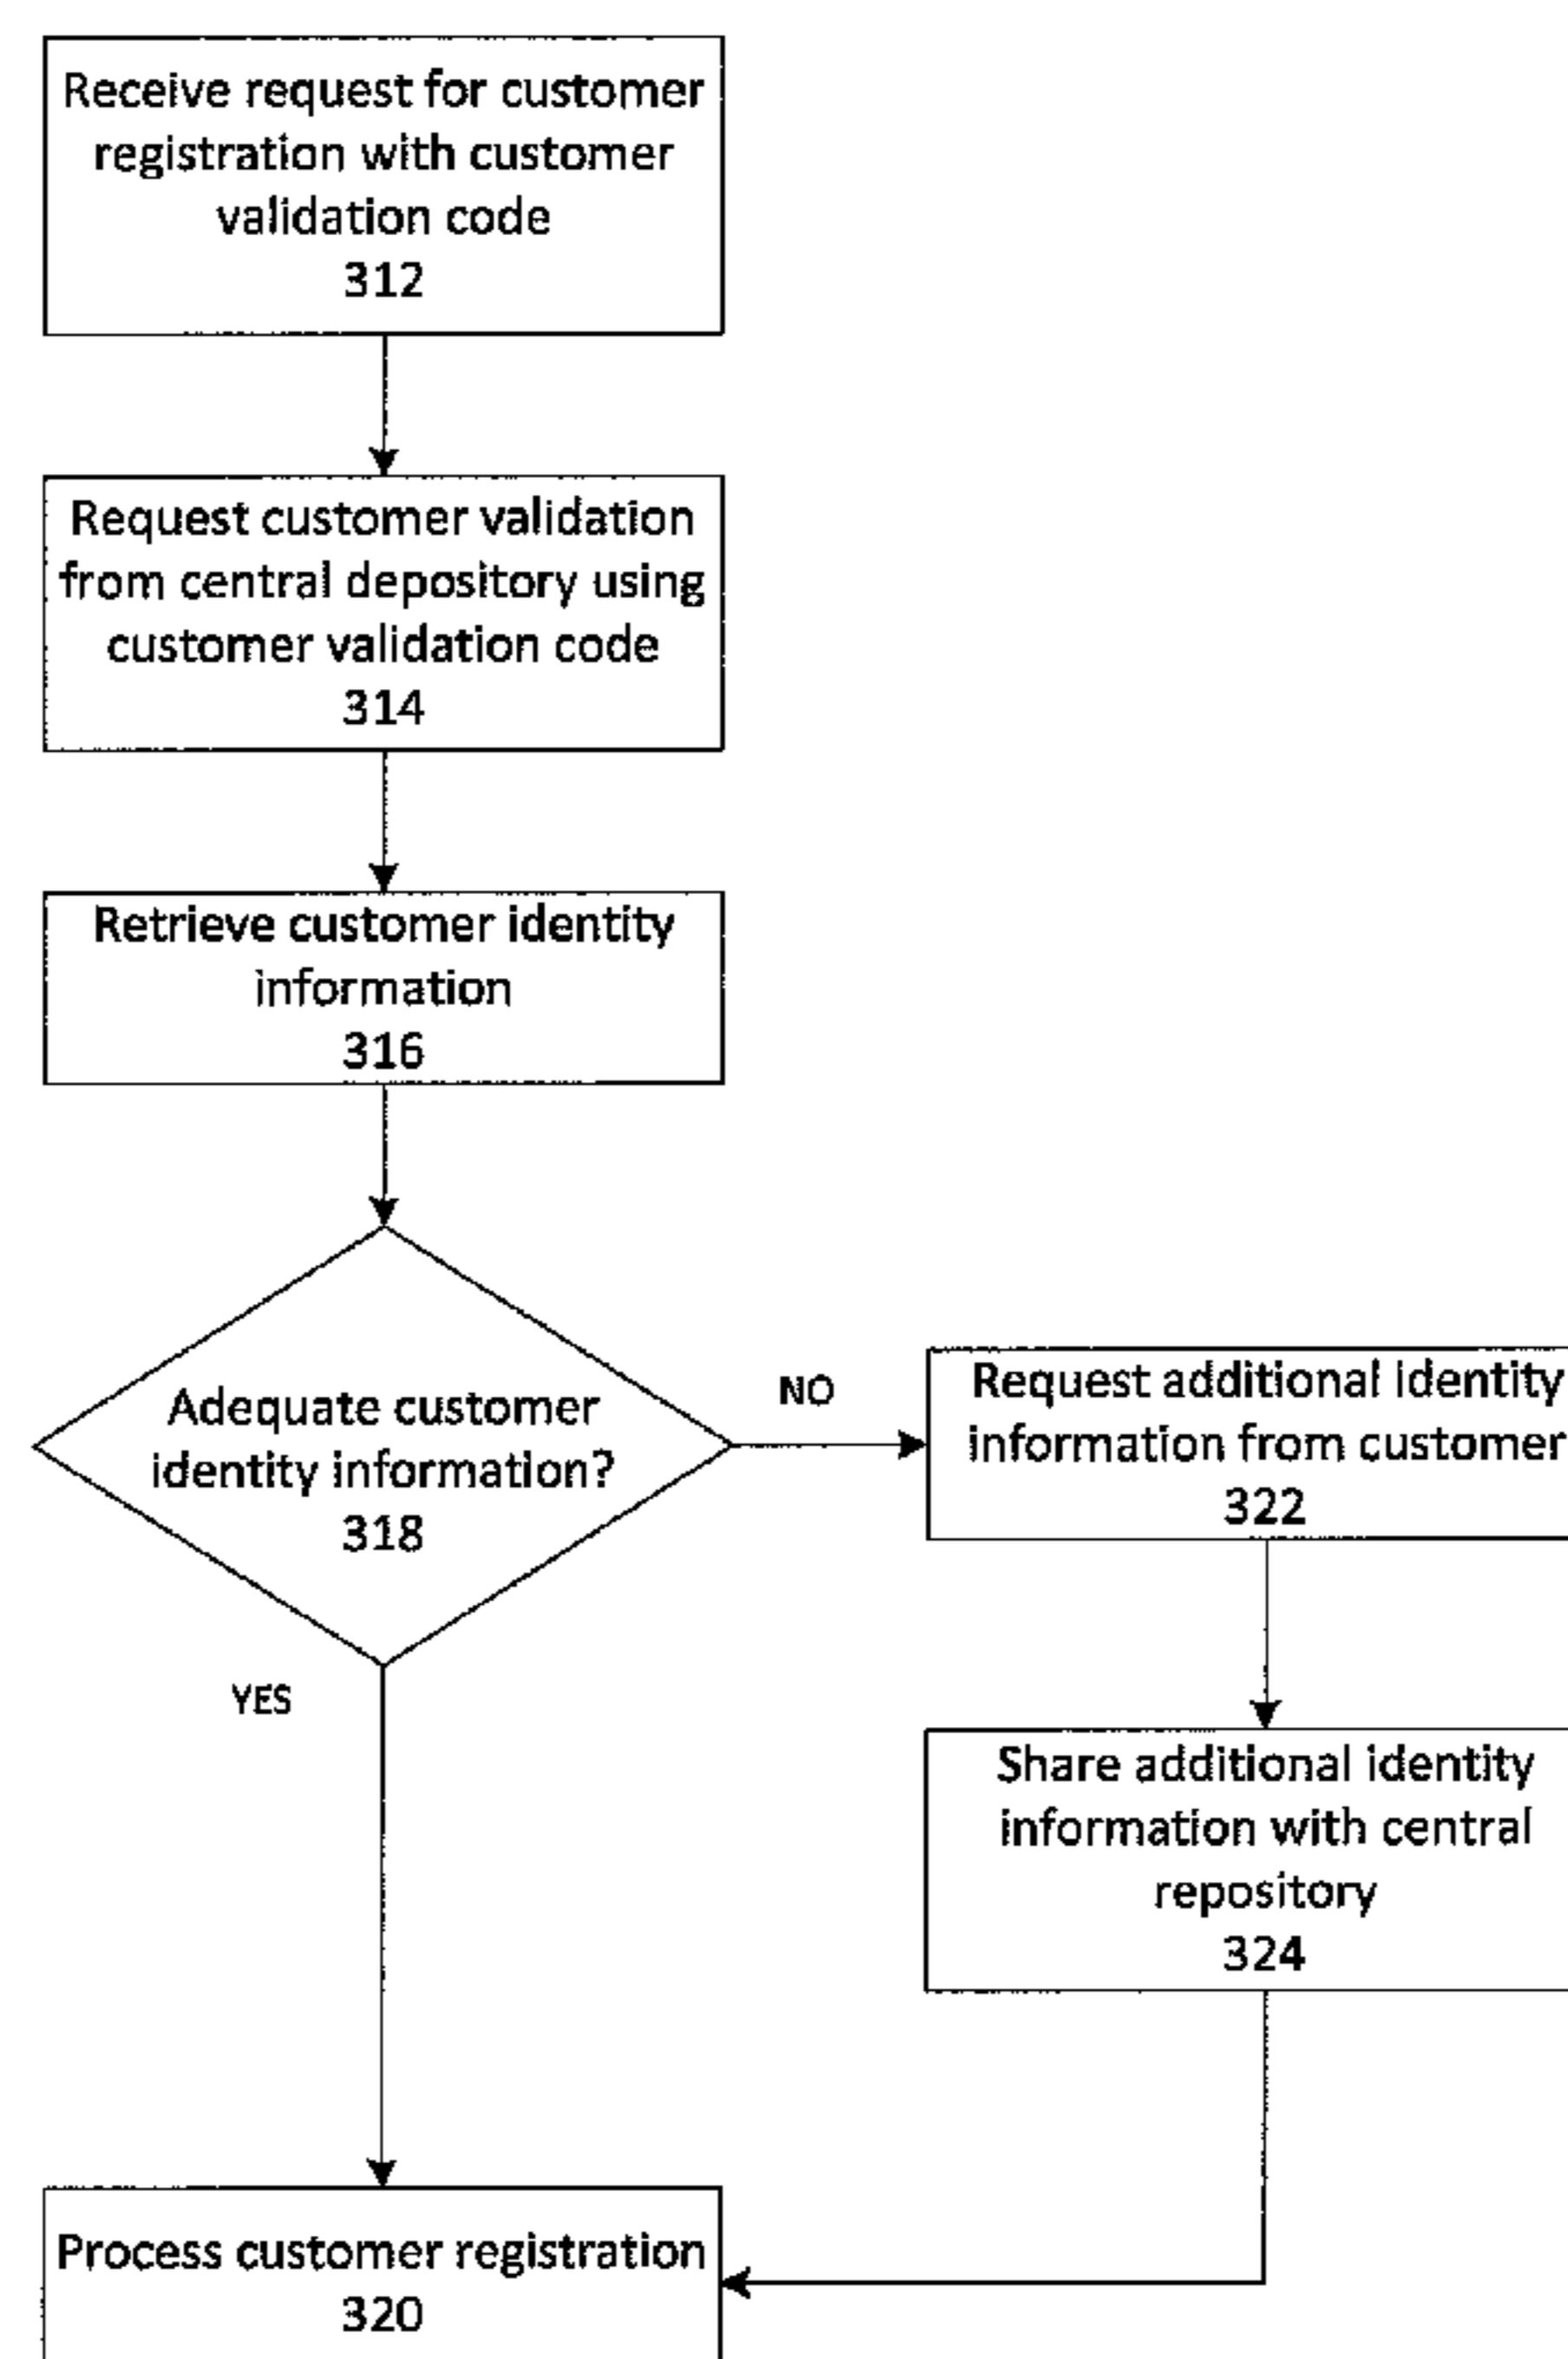 Receive request for customer
registration with customer
validation code
312
Request customer validation
from central depository using
customer validation code
314
Retrieve customer identity
information
316
Adequate customer
identity information?
318
NO
Request additional identity
information from customer
322
YES
Share additional identity
information with central
repository
324
Process customer registration
320